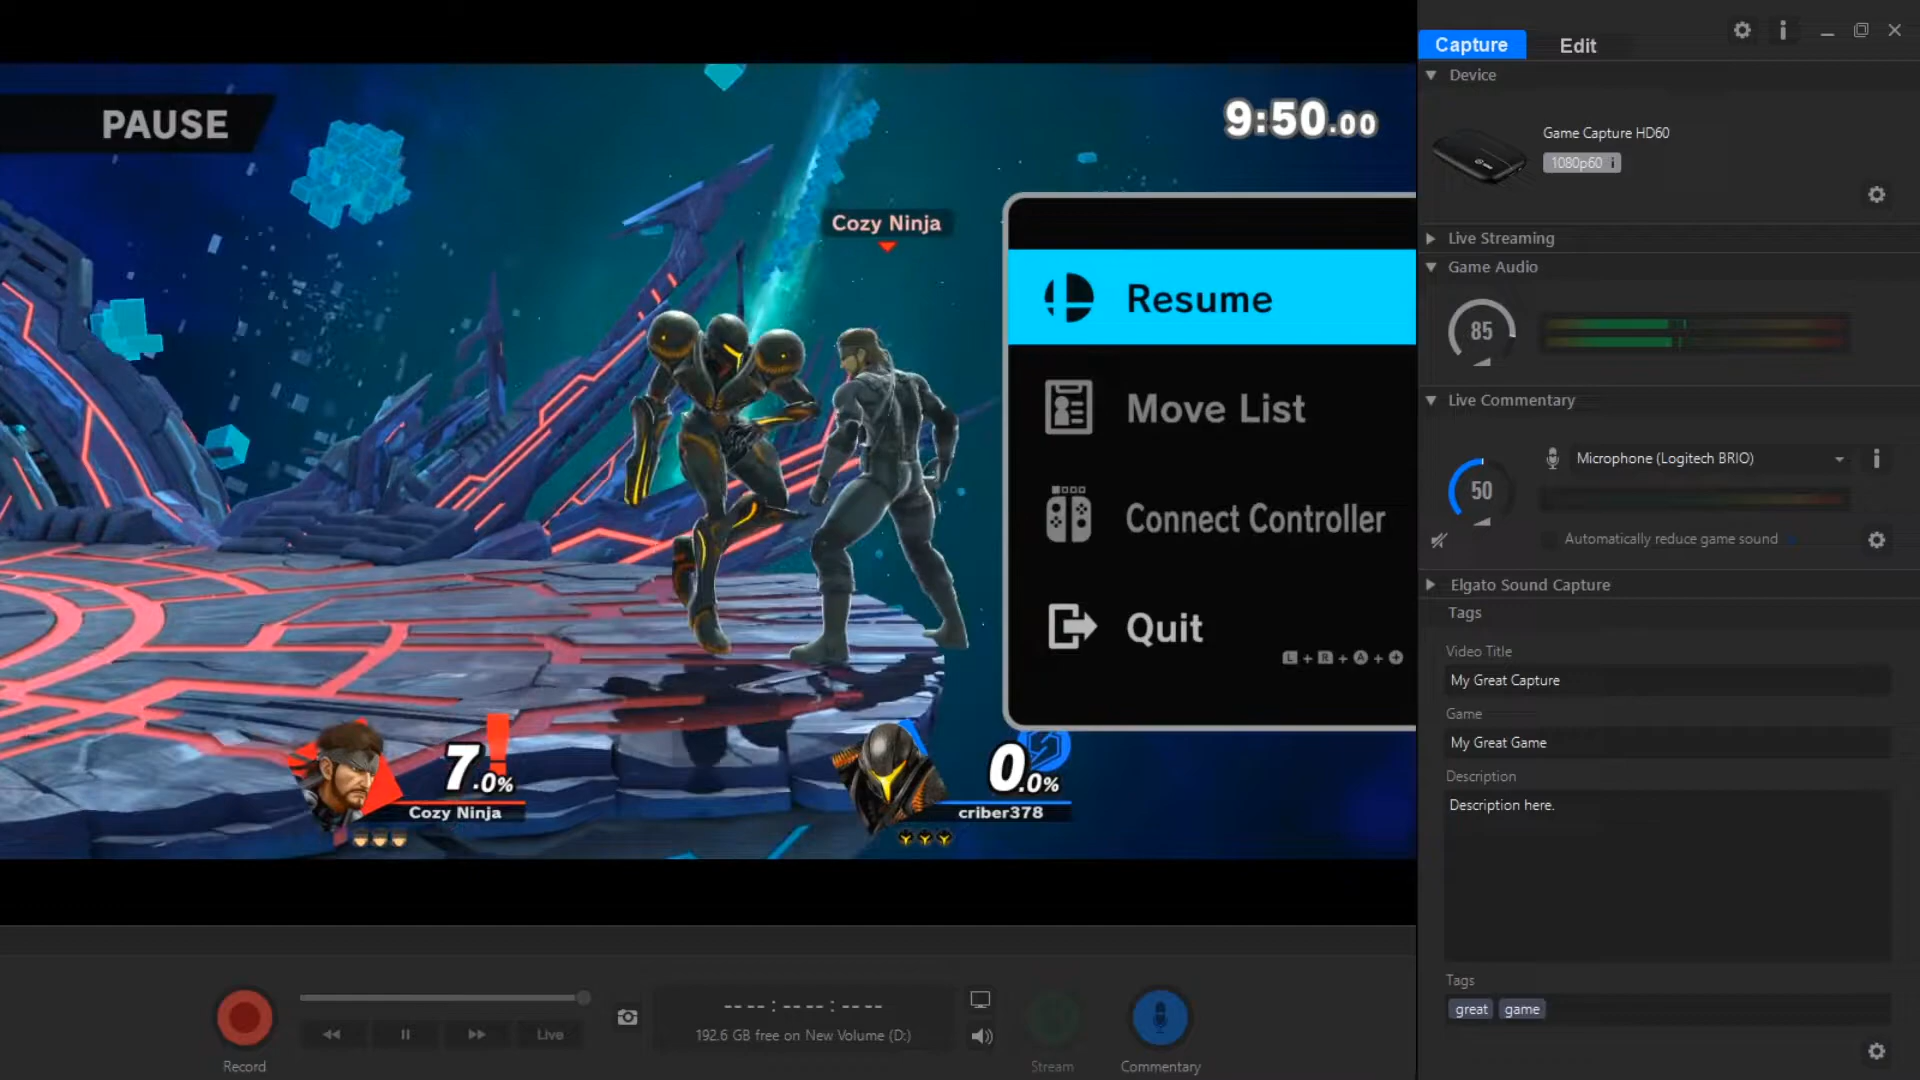 PAUSE
9:50.00
Cozy Ninja
Resume
Move List
Connect Controller
Quit
L + R + A + +
7.0%
Cozy Ninja
0.0%
criber378
Capture
Edit
Device
Game Capture HD60
1080p60 i
Live Streaming
Game Audio
85
Live Commentary
Microphone (Logitech BRIO)
50
Automatically reduce game sound
Elgato Sound Capture
Tags
Video Title
My Great Capture
Game
My Great Game
Description
Description here.
Tags
great game
Record
Live
---- : ---- : ----
192.6 GB free on New Volume (D:)
Stream
Commentary